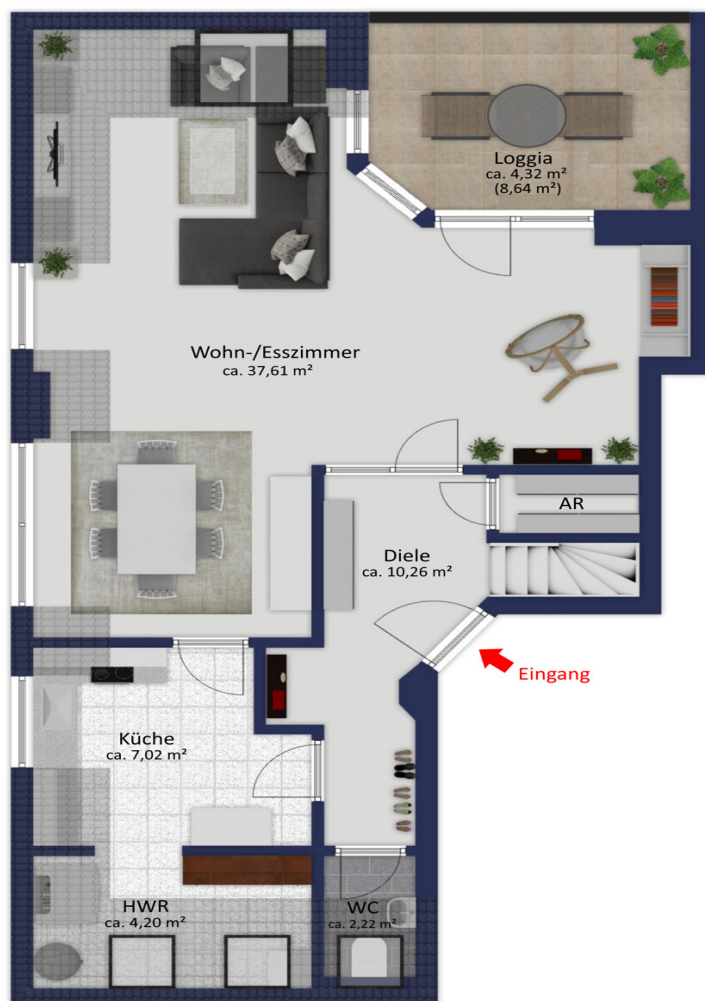 Loggia
ca. 4,32 m²
(8,64 m²)
Wohn-/Esszimmer
ca. 37,61 m²
AR
Diele
ca. 10,26 m²
Eingang
Küche
ca. 7,02 m²
HWR
ca. 4,20 m²
WC
ca. 2,22 m²